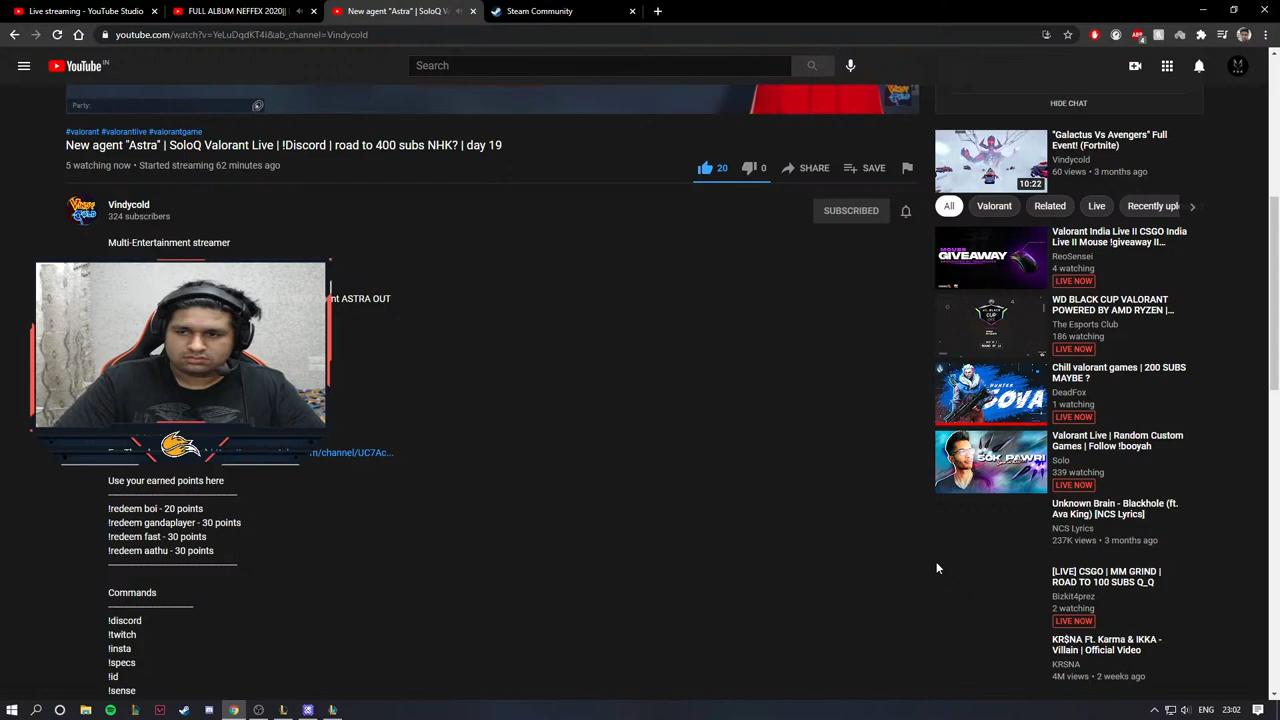 Live streaming - YouTube Studio
FULL ALBUM NEFFEX 2020||
New agent "Astra" | SoloQ V
Steam Community
youtube.com/watch?v=YeLuDqdKT4I&ab_channel=Vindycold
YouTube IN
Search
Party:
HIDE CHAT
#valorant #valorantlive #valorantgame
New agent "Astra" | SoloQ Valorant Live | !discord | road to 400 subs NHK? | day 19
5 watching now • Started streaming 62 minutes ago
20
0
SHARE
SAVE
Vindycold
324 subscribers
SUBSCRIBED
Multi-Entertainment streamer
nt ASTRA OUT
n/channel/UC7Ac...
Use your earned points here
!redeem boi - 20 points
!redeem gandaplayer - 30 points
!redeem fast - 30 points
!redeem aathu - 30 points
Commands
!discord
!twitch
!insta
!specs
!id
!sense
"Galactus Vs Avengers" Full
Event! (Fortnite)
Vindycold
60 views • 3 months ago
10:22
All
Valorant
Related
Live
Recently upl
Valorant India Live II CSGO India
Live II Mouse !giveaway II...
ReoSensei
4 watching
LIVE NOW
MOUSE
GIVEAWAY
WD BLACK CUP VALORANT
POWERED BY AMD RYZEN |...
The Esports Club
186 watching
LIVE NOW
Chill valorant games | 200 SUBS
MAYBE ?
DeadFox
1 watching
LIVE NOW
HUNTER
SOVA
Valorant Live | Random Custom
Games | Follow !booyah
Solo
339 watching
LIVE NOW
50K PAWRI
Unknown Brain - Blackhole (ft.
Ava King) [NCS Lyrics]
NCS Lyrics
237K views • 3 months ago
[LIVE] CSGO | MM GRIND |
ROAD TO 100 SUBS Q_Q
Bizkit4prez
2 watching
LIVE NOW
KR$NA Ft. Karma & IKKA -
Villain | Official Video
KRSNA
4M views • 2 weeks ago
ENG
23:02